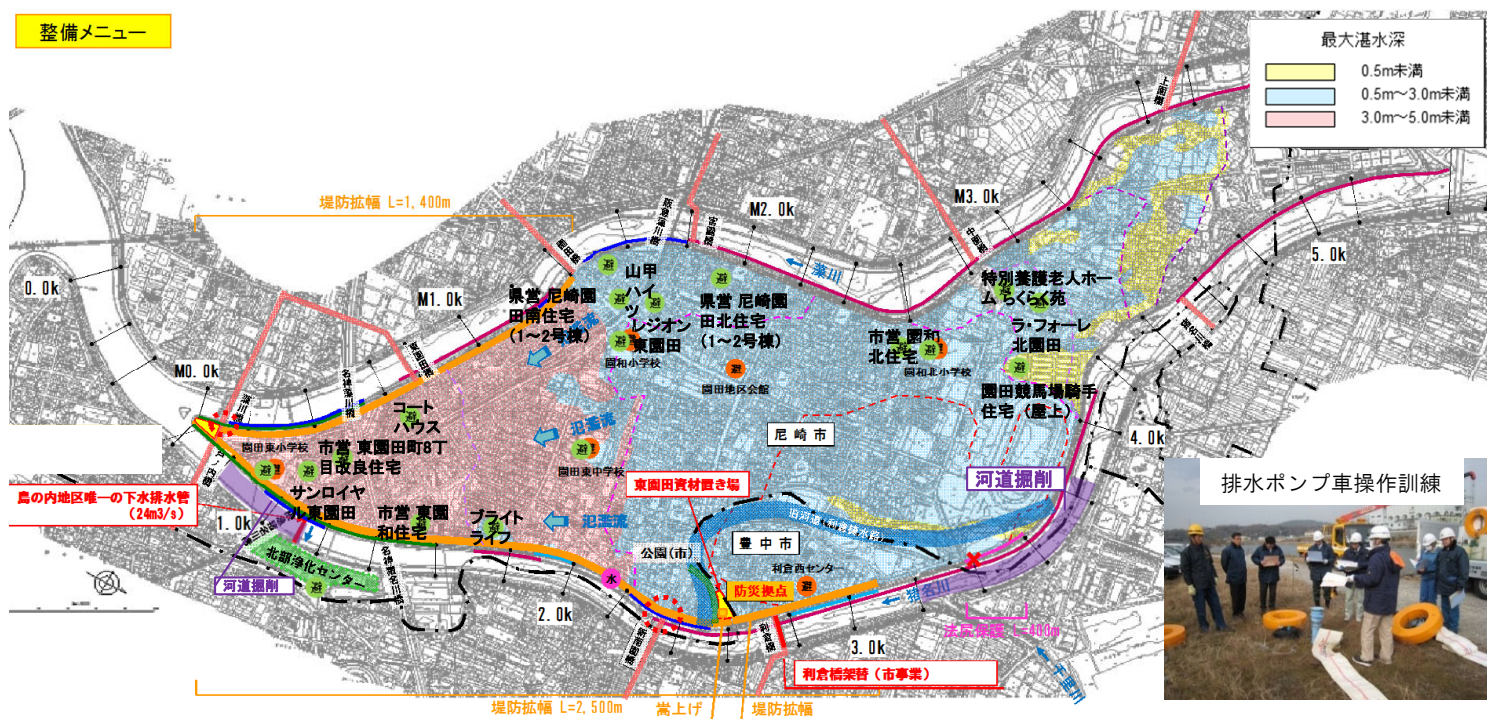 整備メニュー
最大湛水深
0.5m未満
0.5m～3.0m未満
3.0m～5.0m未満
上園橋
堤防拡幅 L=1,400m
M3.0k
M2.0k
5.0k
0.0k
M1.0k
藻川
中園橋
宮園橋
山甲
ハイ
ツ
特別養護老人ホー
ム らくらく苑
県営 尼崎園
田南住宅
(1～2号棟)
レジオン
東園田
県営 尼崎園
田北住宅
(1～2号棟)
市営 園和
北住宅
ラ・フォーレ
北園田
園和小学校
園和北小学校
避
園田地区会館
園田競馬場騎手
住宅 (屋上)
M0.0k
コート
ハウス
氾濫流
尼崎市
4.0k
園田東小学校
市営 東園田町8丁
目改良住宅
園田東中学校
東園田資材置き場
河道掘削
排水ポンプ車操作訓練
島の内地区唯一の下水排水管
(24m3/s)
サンロイヤ
ル東園田
市営 東園
和住宅
ブライト
ライフ
氾濫流
1.0k
公園(市)
豊中市
北部浄化センター
河道掘削
水
防災拠点
利倉西センター
避
猪名川
2.0k
3.0k
法尻保護 L=400m
利倉橋
利倉橋架替（市事業）
千里川
堤防拡幅 L=2,500m
嵩上げ
堤防拡幅